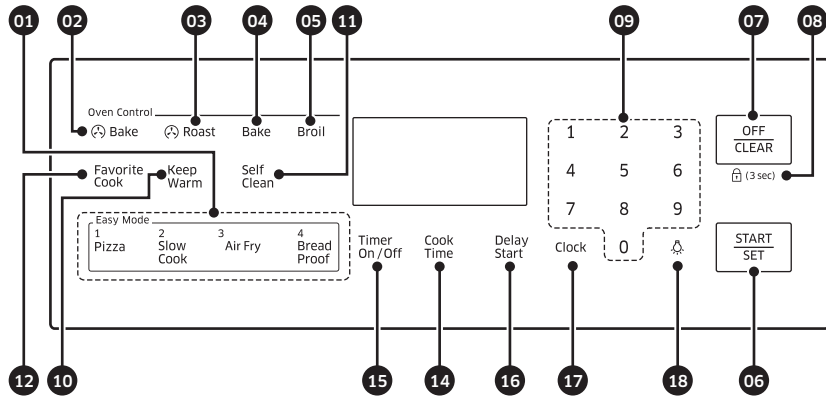 01 02 03 04 05 11 09 07 08
Oven Control
Bake Roast Bake Broil
1 2 3
OFF
CLEAR
Favorite
Cook
Keep
Warm
Self
Clean
4 5 6
(3 sec)
7 8 9
Easy Mode
1 2 3 4
Pizza
Slow
Cook
Air Fry
Bread
Proof
Timer
On/Off
Cook
Time
Delay
Start
Clock
0
START
SET
12 10 15 14 16 17 18 06